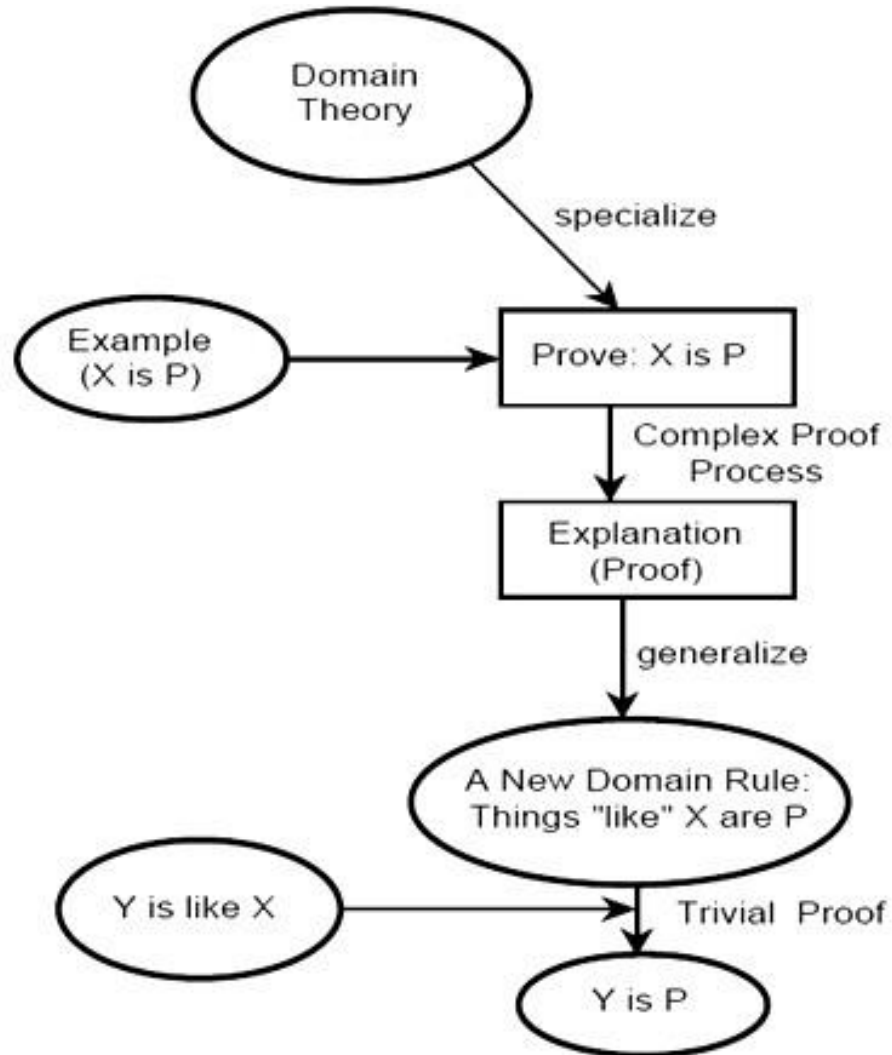 Domain
Theory
specialize
Example
(X is P)
Prove: X is P
Complex Proof
Process
Explanation
(Proof)
generalize
A New Domain Rule:
Things "like" X are P
Y is like X
Trivial Proof
Y is P